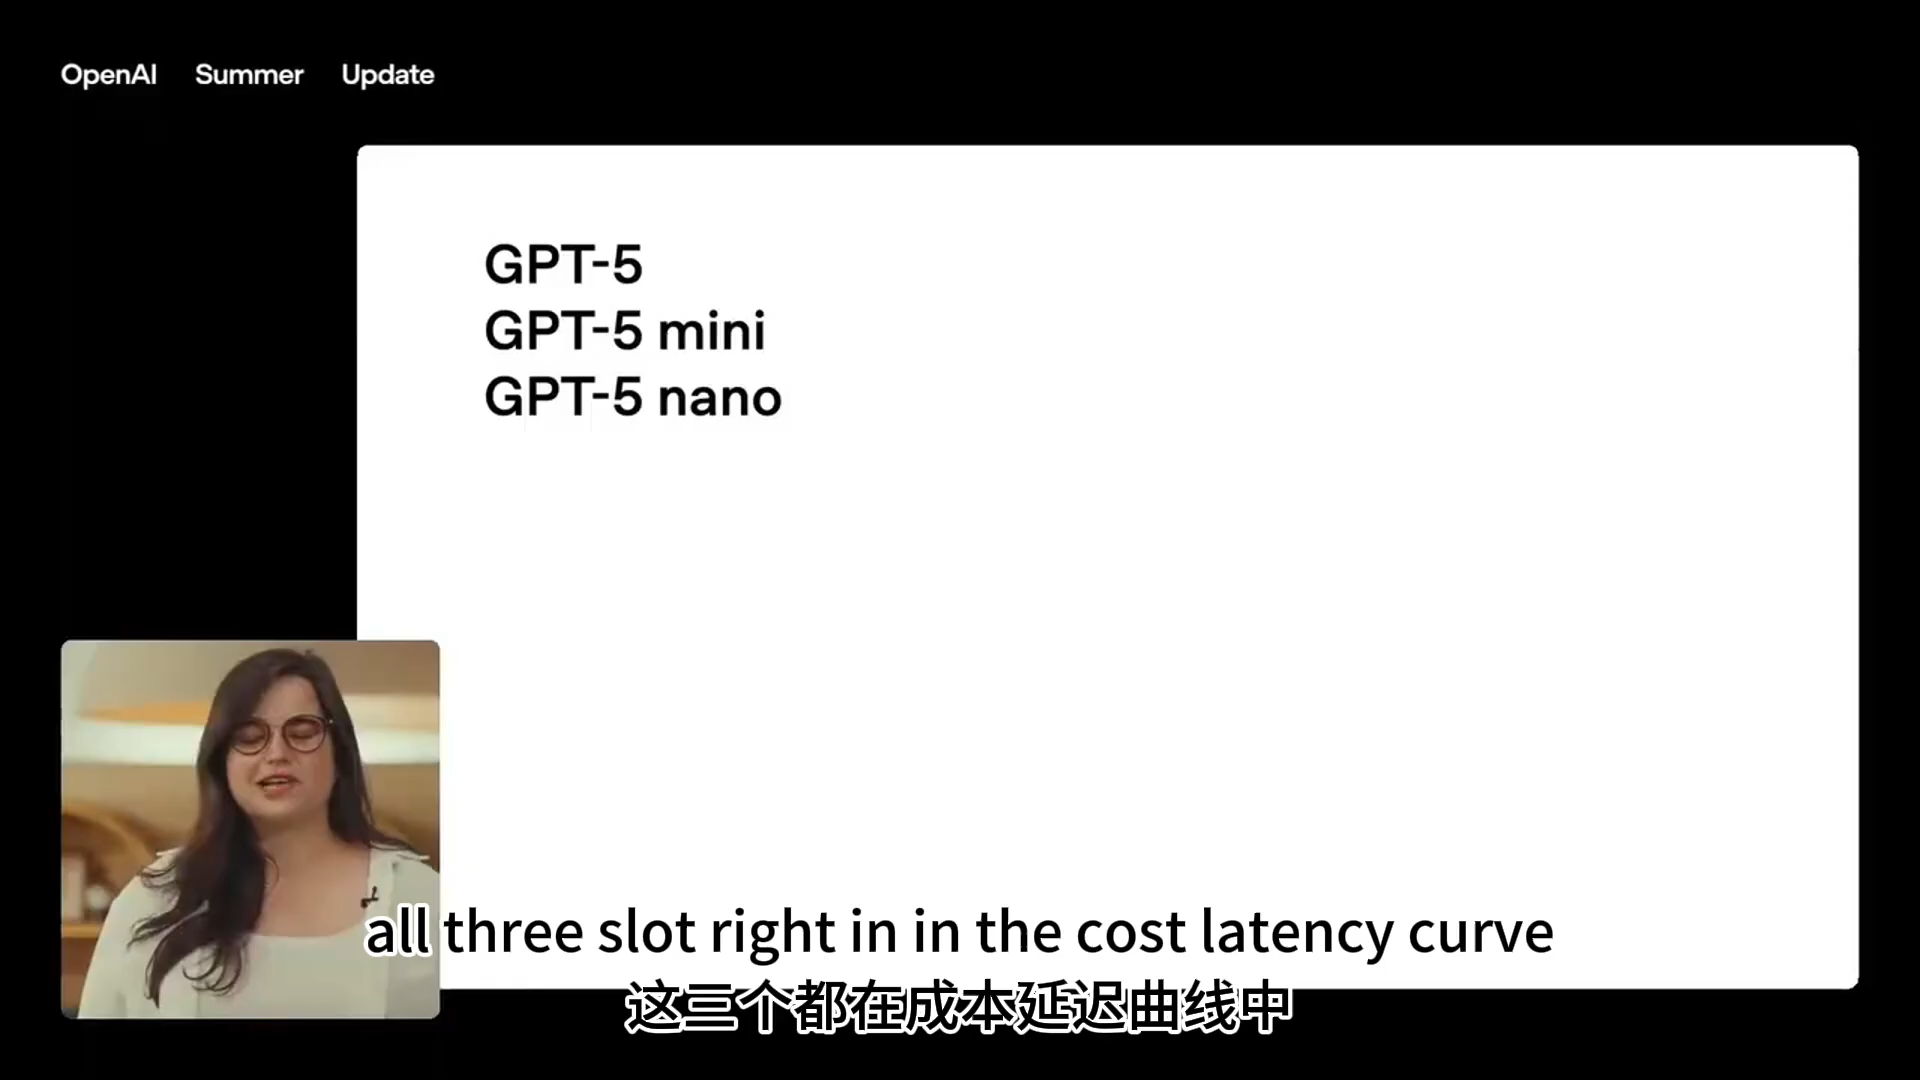 OpenAI Summer Update
GPT-5
GPT-5 mini
GPT-5 nano
all three slot right in in the cost latency curve
这三个都在成本延迟曲线中